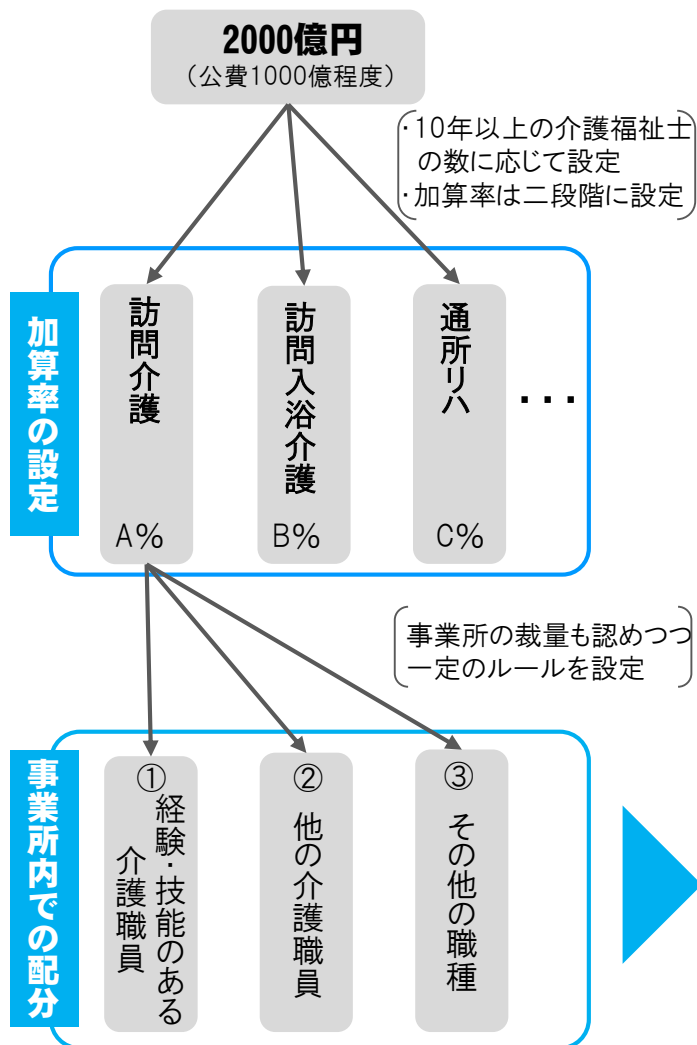 2000億円
（公費1000億程度）
・10年以上の介護福祉士
の数に応じて設定
・加算率は二段階に設定
加算率の設定
訪問介護
A%
訪問入浴介護
B%
通所リハ
C%
・・・
事業所の裁量も認めつつ
一定のルールを設定
事業所内での配分
①
経験・技能のある
介護職員
②
他の介護職員
③
その他の職種